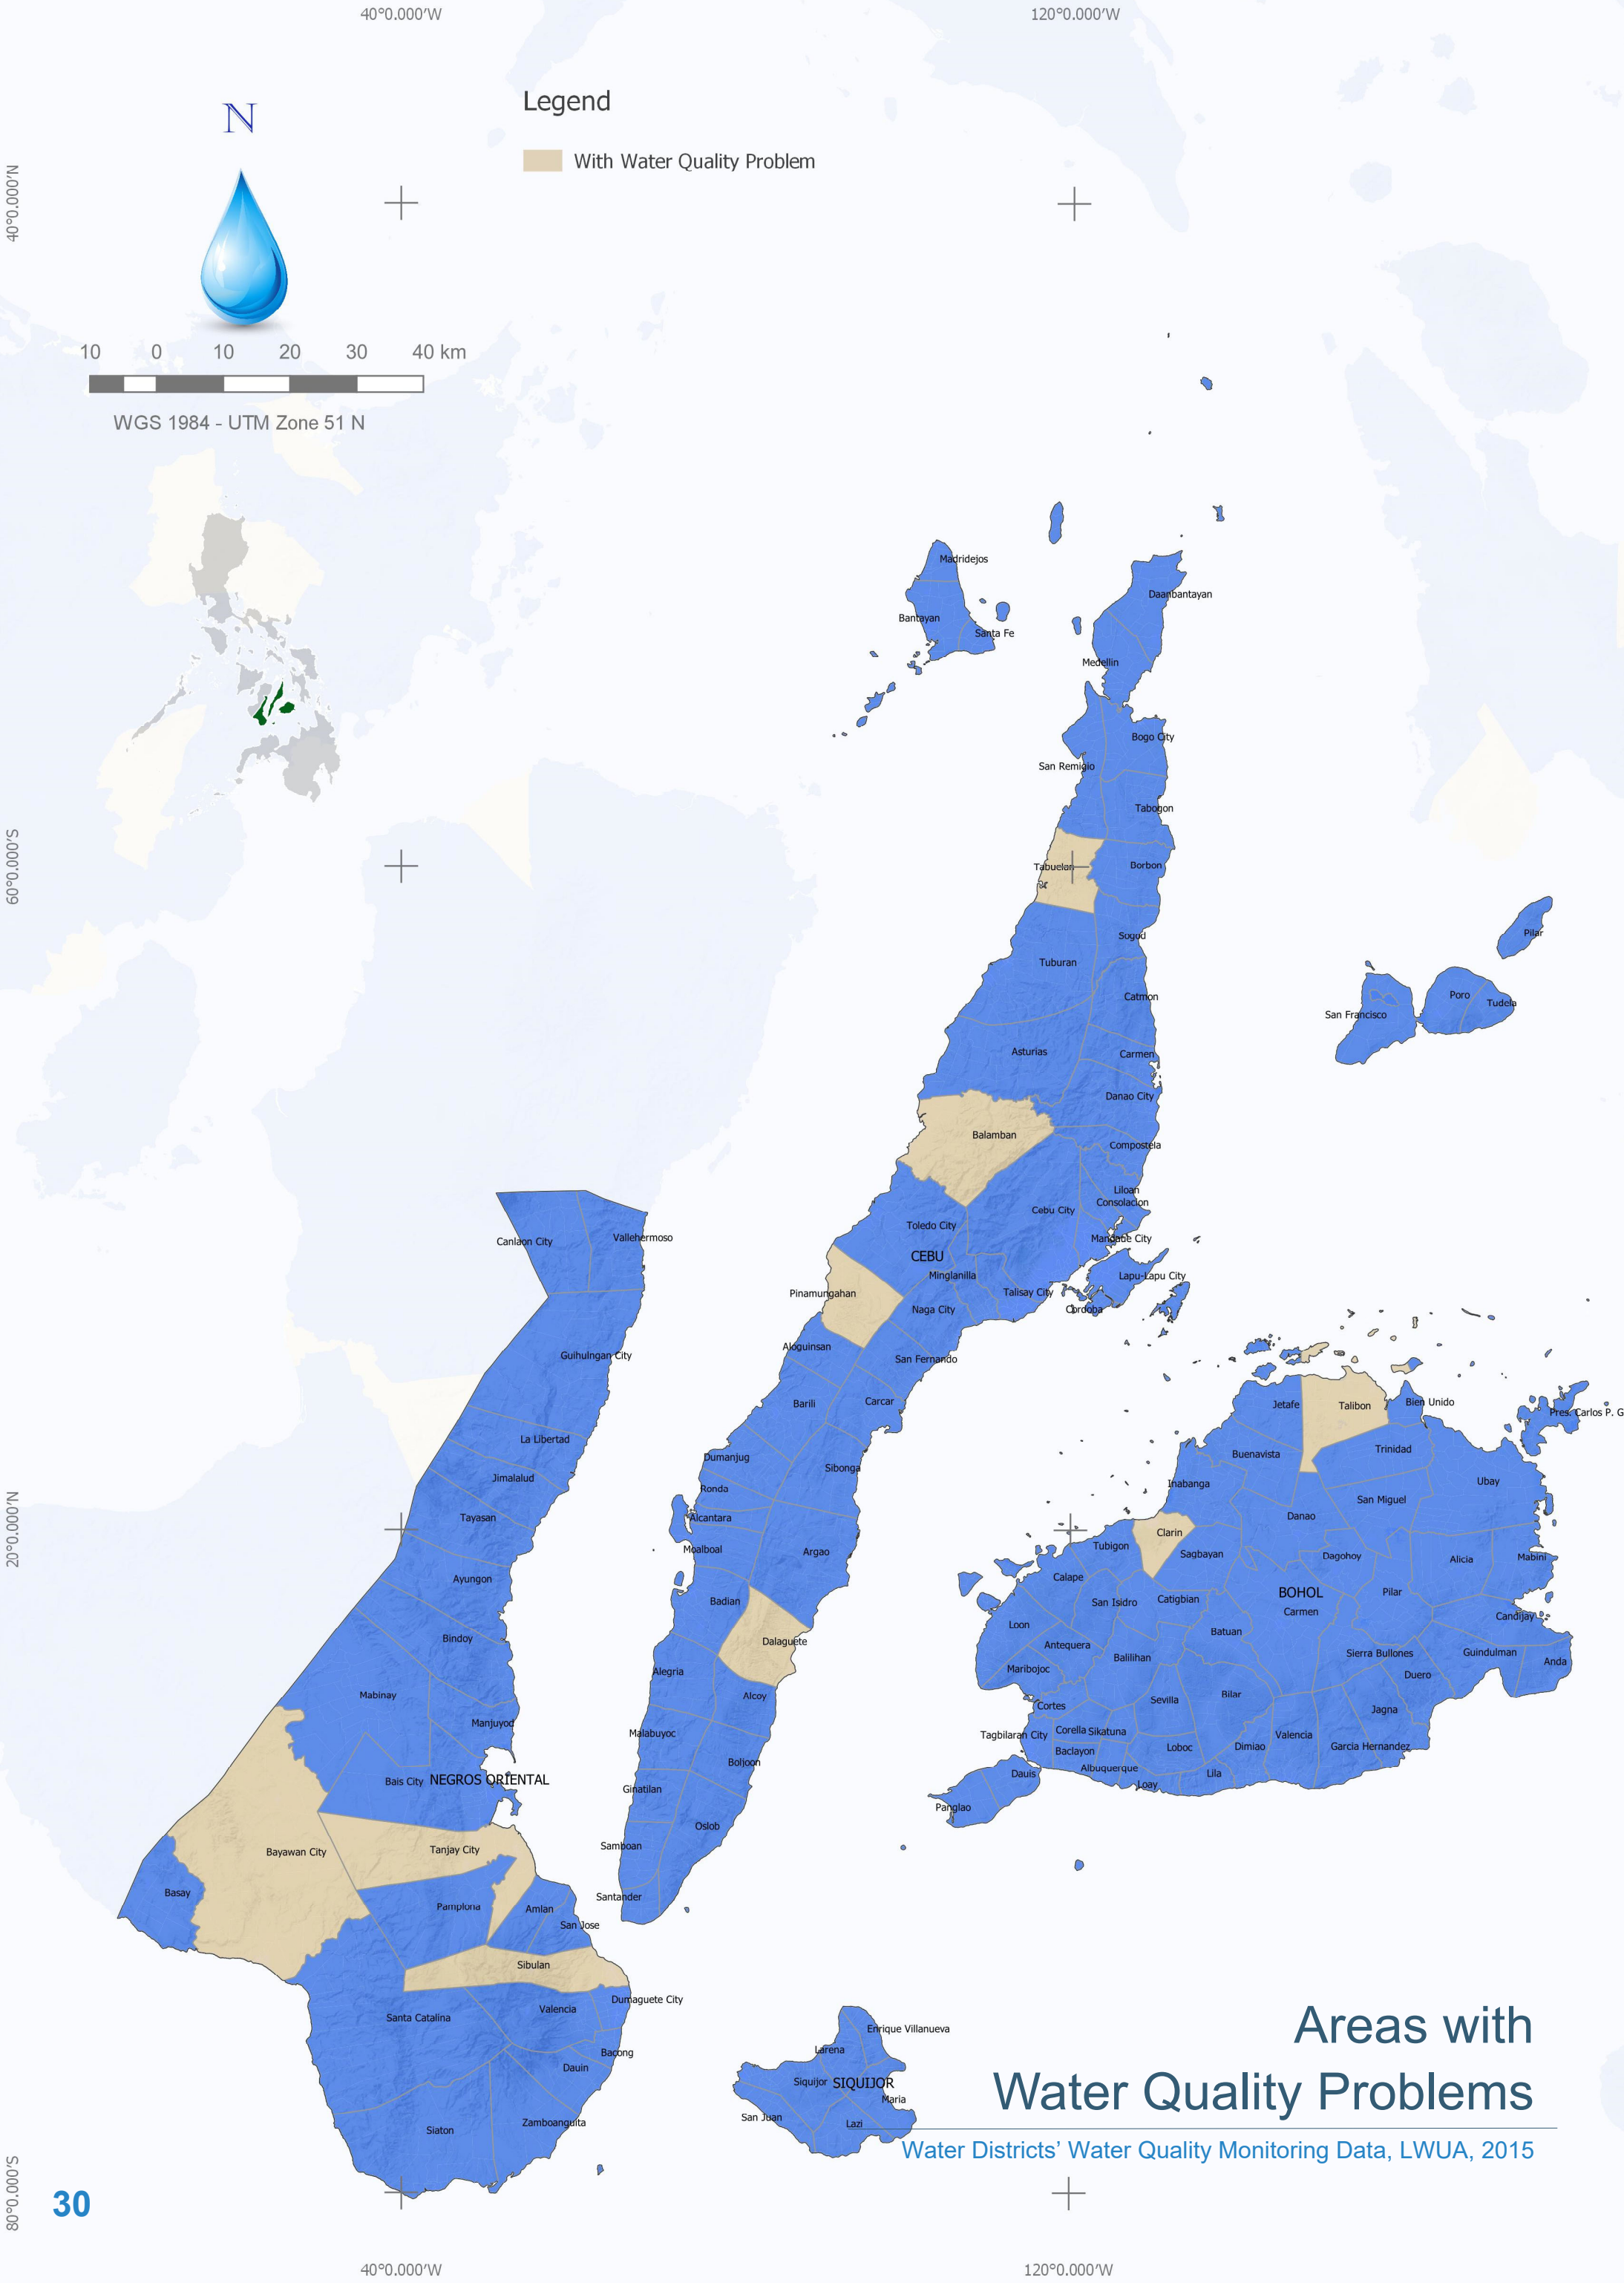 40°0.000'W
120°0.000'W
Legend
N
With Water Quality Problem
40°0.000'N
10 0 10 20 30 40 km
WGS 1984 - UTM Zone 51 N
Madridejos
Daanbantayan
Bantayan
Santa Fe
Medellin
Bogo City
San Remigio
Tabogon
60°0.000'S
Tabuelan
Borbon
Pilar
Sogod
Tuburan
Catmon
Poro
Tudela
San Francisco
Asturias
Carmen
Danao City
Balamban
Compostela
Liloan
Consolacion
Cebu City
Toledo City
Canlaon City
Vallehermoso
Mandaue City
CEBU
Minglanilla
Lapu-Lapu City
Pinamungahan
Talisay City
Naga City
Cordoba
Aloguinsan
Guihulngan City
San Fernando
Barili
Carcar
Jetafe
Talibon
Bien Unido
Pres. Carlos P. G
La Libertad
Dumanjug
Sibonga
Buenavista
Trinidad
Jimalalud
Ronda
Inabanga
Ubay
San Miguel
20°0.000'N
Tayasan
Alcantara
Danao
Clarin
Moalboal
Argao
Tubigon
Sagbayan
Dagohoy
Alicia
Mabini
Ayungon
Calape
BOHOL
Pilar
Badian
San Isidro
Catigbian
Carmen
Candijay
Bindoy
Dalaguete
Loon
Antequera
Batuan
Balilihan
Sierra Bullones
Guindulman
Anda
Alegria
Maribojoc
Duero
Mabinay
Alcoy
Cortes
Sevilla
Bilar
Jagna
Manjuyod
Malabuyoc
Tagbilaran City
Corella
Sikatuna
Valencia
Baclayon
Loboc
Dimiao
Garcia Hernandez
Boljoon
Albuquerque
Bais City
NEGROS ORIENTAL
Ginatilan
Dauis
Loay
Lila
Panglao
Oslob
Samboan
Bayawan City
Tanjay City
Basay
Santander
Pamplona
Amlan
San Jose
Sibulan
Dumaguete City
Santa Catalina
Valencia
Bacong
Dauin
Siaton
Zamboanguita
Enrique Villanueva
Larena
Siquijor
SIQUIJOR
Maria
San Juan
Lazi
Areas with
Water Quality Problems
Water Districts' Water Quality Monitoring Data, LWUA, 2015
80°0.000'S
30
40°0.000'W
120°0.000'W